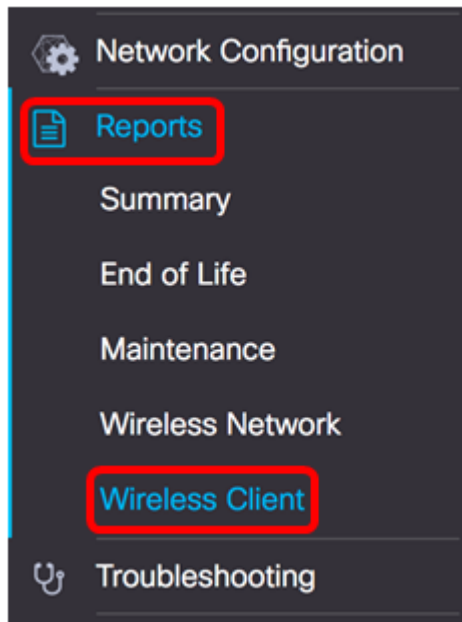 Network Configuration
Reports
Summary
End of Life
Maintenance
Wireless Network
Wireless Client
Troubleshooting